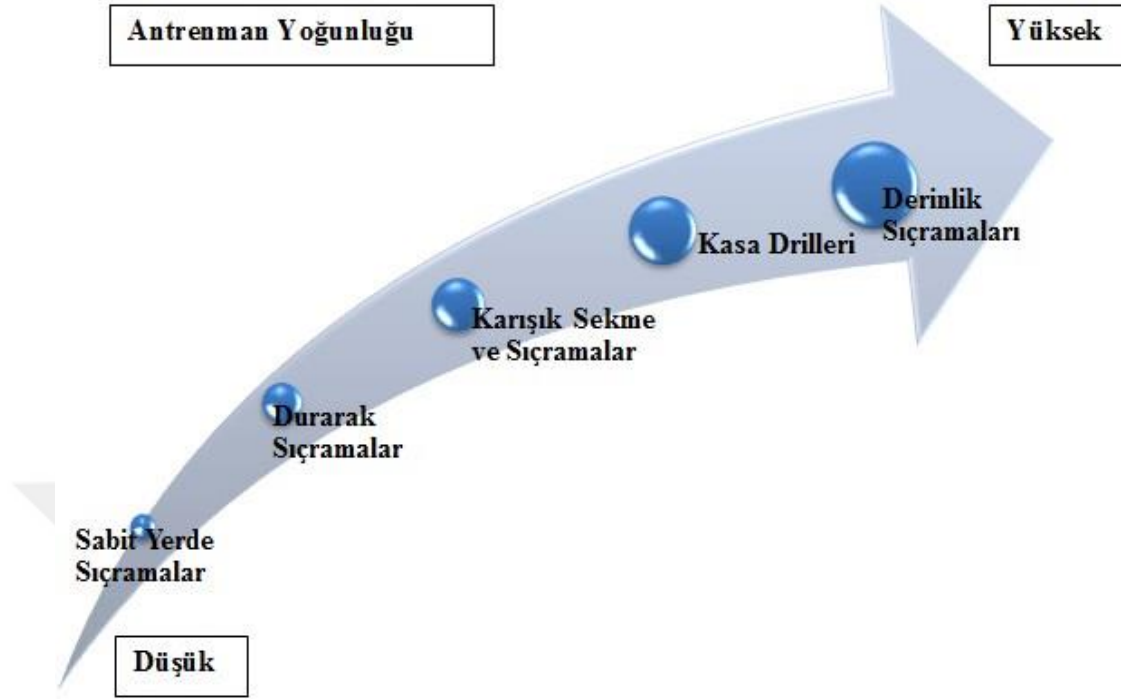 Antrenman Yoğunluğu
Yüksek
Derinlik
Sıçramaları
Kasa Drilleri
Karışık Sekme
ve Sıçramalar
Durarak
Sıçramalar
Sabit Yerde
Sıçramalar
Düşük